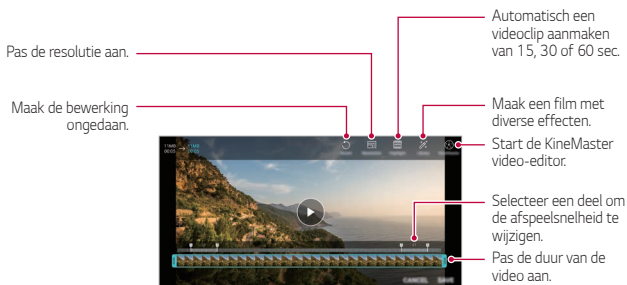 Automatisch een
videoclip aanmaken
van 15, 30 of 60 sec.
Pas de resolutie aan.
Maak de bewerking
ongedaan.
Maak een film met
diverse effecten.
Start de KineMaster
video-editor.
Selecteer een deel om
de afspeelsnelheid te
wijzigen.
Pas de duur van de
video aan.
CANCEL SAVE